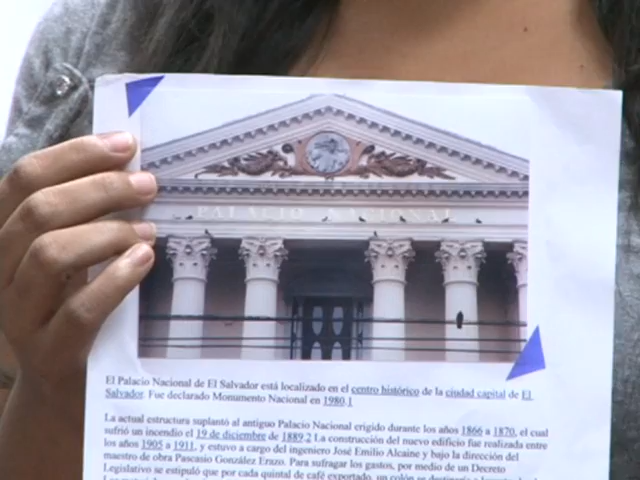 PALACIO NACIONAL
El Palacio Nacional de El Salvador está localizado en el centro histórico de la ciudad capital de El
Salvador. Fue declarado Monumento Nacional en 1980.1
La actual estructura suplantó al antiguo Palacio Nacional erigido durante los años 1866 a 1870, el cual
sufrió un incendio el 19 de diciembre de 1889.2 La construcción del nuevo edificio fue realizada entre
los años 1905 a 1911, y estuvo a cargo del ingeniero José Emilio Alcaine y bajo la dirección del
maestro de obra Pascasio González Erazo. Para sufragar los gastos, por medio de un Decreto
Legislativo se estipuló que por cada quintal de café exportado, un colón se destinaría